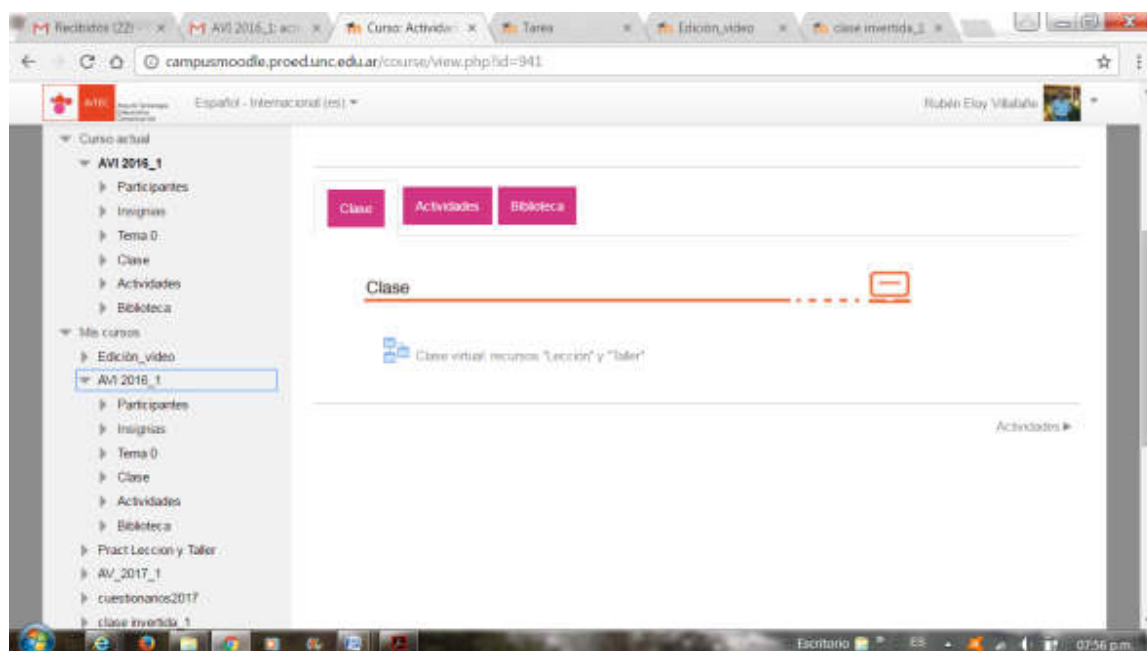 Recibidos (22)
AVI 2016_1: acti
Curso: Actividad
Tarea
Edición_video
clase invertida_1
campusmoodle.proed.unc.edu.ar/course/view.php?id=941
Español - Internacional (es)
Rubén Eloy Villafañe
Curso actual
AVI 2016_1
Participantes
Insignias
Tema 0
Clase
Actividades
Biblioteca
Mis cursos
Edición_video
AVI 2016_1
Participantes
Insignias
Tema 0
Clase
Actividades
Biblioteca
Pract Leccion y Taller
AV_2017_1
cuestionarios2017
clase invertida_1
Clase
Actividades
Biblioteca
Clase
Clase virtual: recursos "Lección" y "Taller"
Actividades
Escritorio
ES
07:56 p.m.